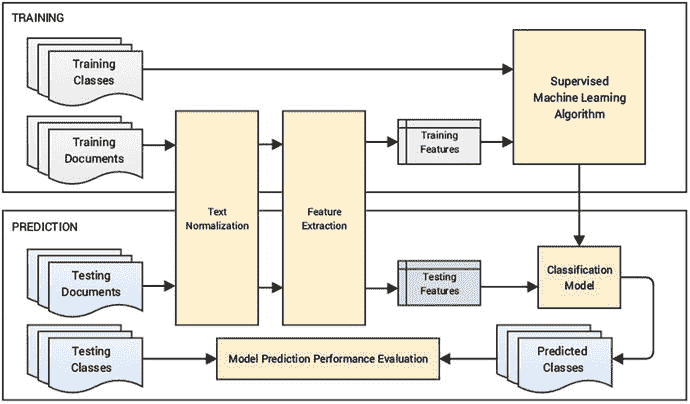 TRAINING
Training
Classes
Supervised
Machine Learning
Algorithm
Training
Documents
Training
Features
Text
Normalization
Feature
Extraction
PREDICTION
Testing
Documents
Testing
Features
Classification
Model
Testing
Classes
Model Prediction Performance Evaluation
Predicted
Classes